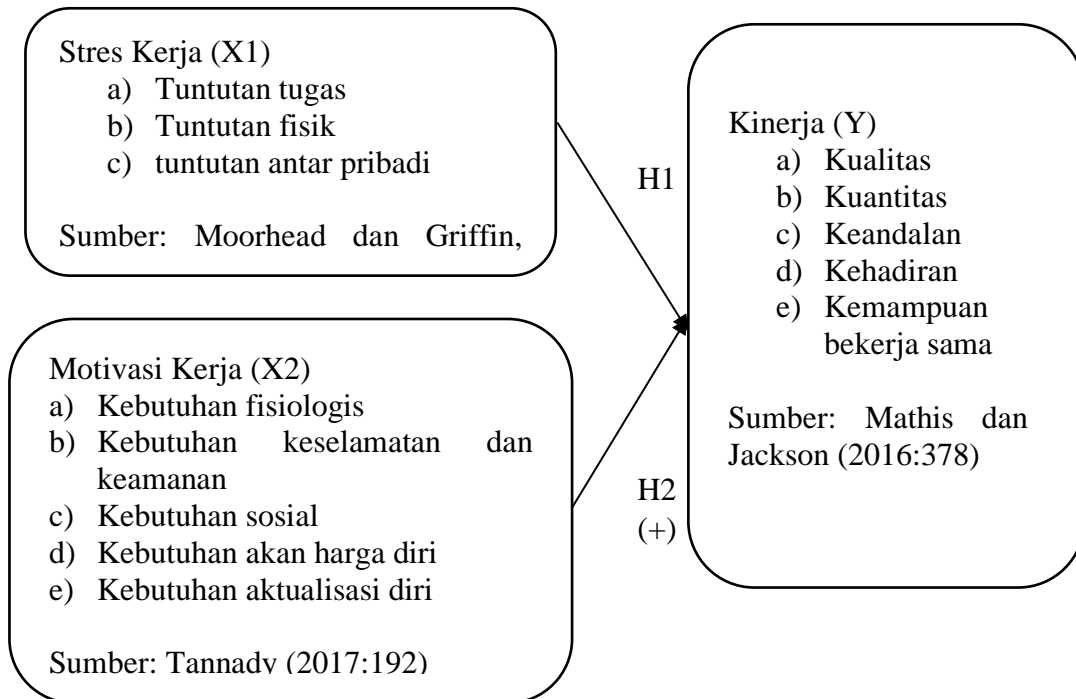 Stres Kerja (X1)
a) Tuntutan tugas
b) Tuntutan fisik
c) tuntutan antar pribadi
Sumber: Moorhead dan Griffin,
H1
Kinerja (Y)
a) Kualitas
b) Kuantitas
c) Keandalan
d) Kehadiran
e) Kemampuan
bekerja sama
Sumber: Mathis dan
Jackson (2016:378)
Motivasi Kerja (X2)
a) Kebutuhan fisiologis
b) Kebutuhan keselamatan dan
keamanan
c) Kebutuhan sosial
d) Kebutuhan akan harga diri
e) Kebutuhan aktualisasi diri
Sumber: Tannady (2017:192)
H2
(+)